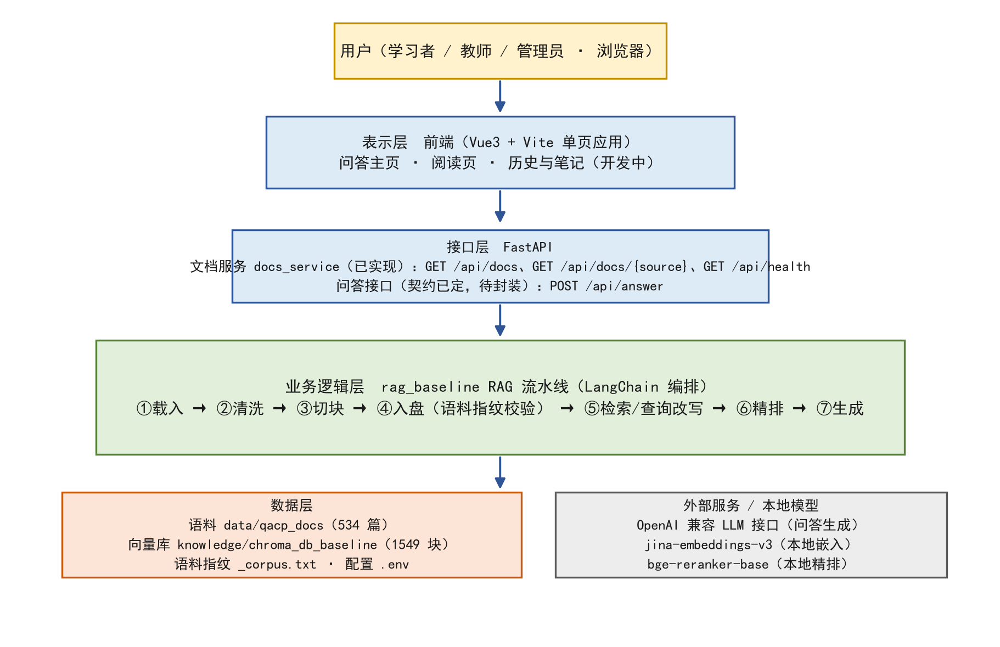 用户（学习者 / 教师 / 管理员 · 浏览器）
表示层　前端（Vue3 + Vite 单页应用）
问答主页 · 阅读页 · 历史与笔记（开发中）
接口层　FastAPI
文档服务 docs_service（已实现）：GET /api/docs、GET /api/docs/{source}、GET /api/health
问答接口（契约已定，待封装）：POST /api/answer
业务逻辑层　rag_baseline RAG 流水线（LangChain 编排）
①载入 → ②清洗 → ③切块 → ④入盘（语料指纹校验） → ⑤检索/查询改写 → ⑥精排 → ⑦生成
数据层
语料 data/qacp_docs（534 篇）
向量库 knowledge/chroma_db_baseline（1549 块）
语料指纹 _corpus.txt · 配置 .env
外部服务 / 本地模型
OpenAI 兼容 LLM 接口（问答生成）
jina-embeddings-v3（本地嵌入）
bge-reranker-base（本地精排）